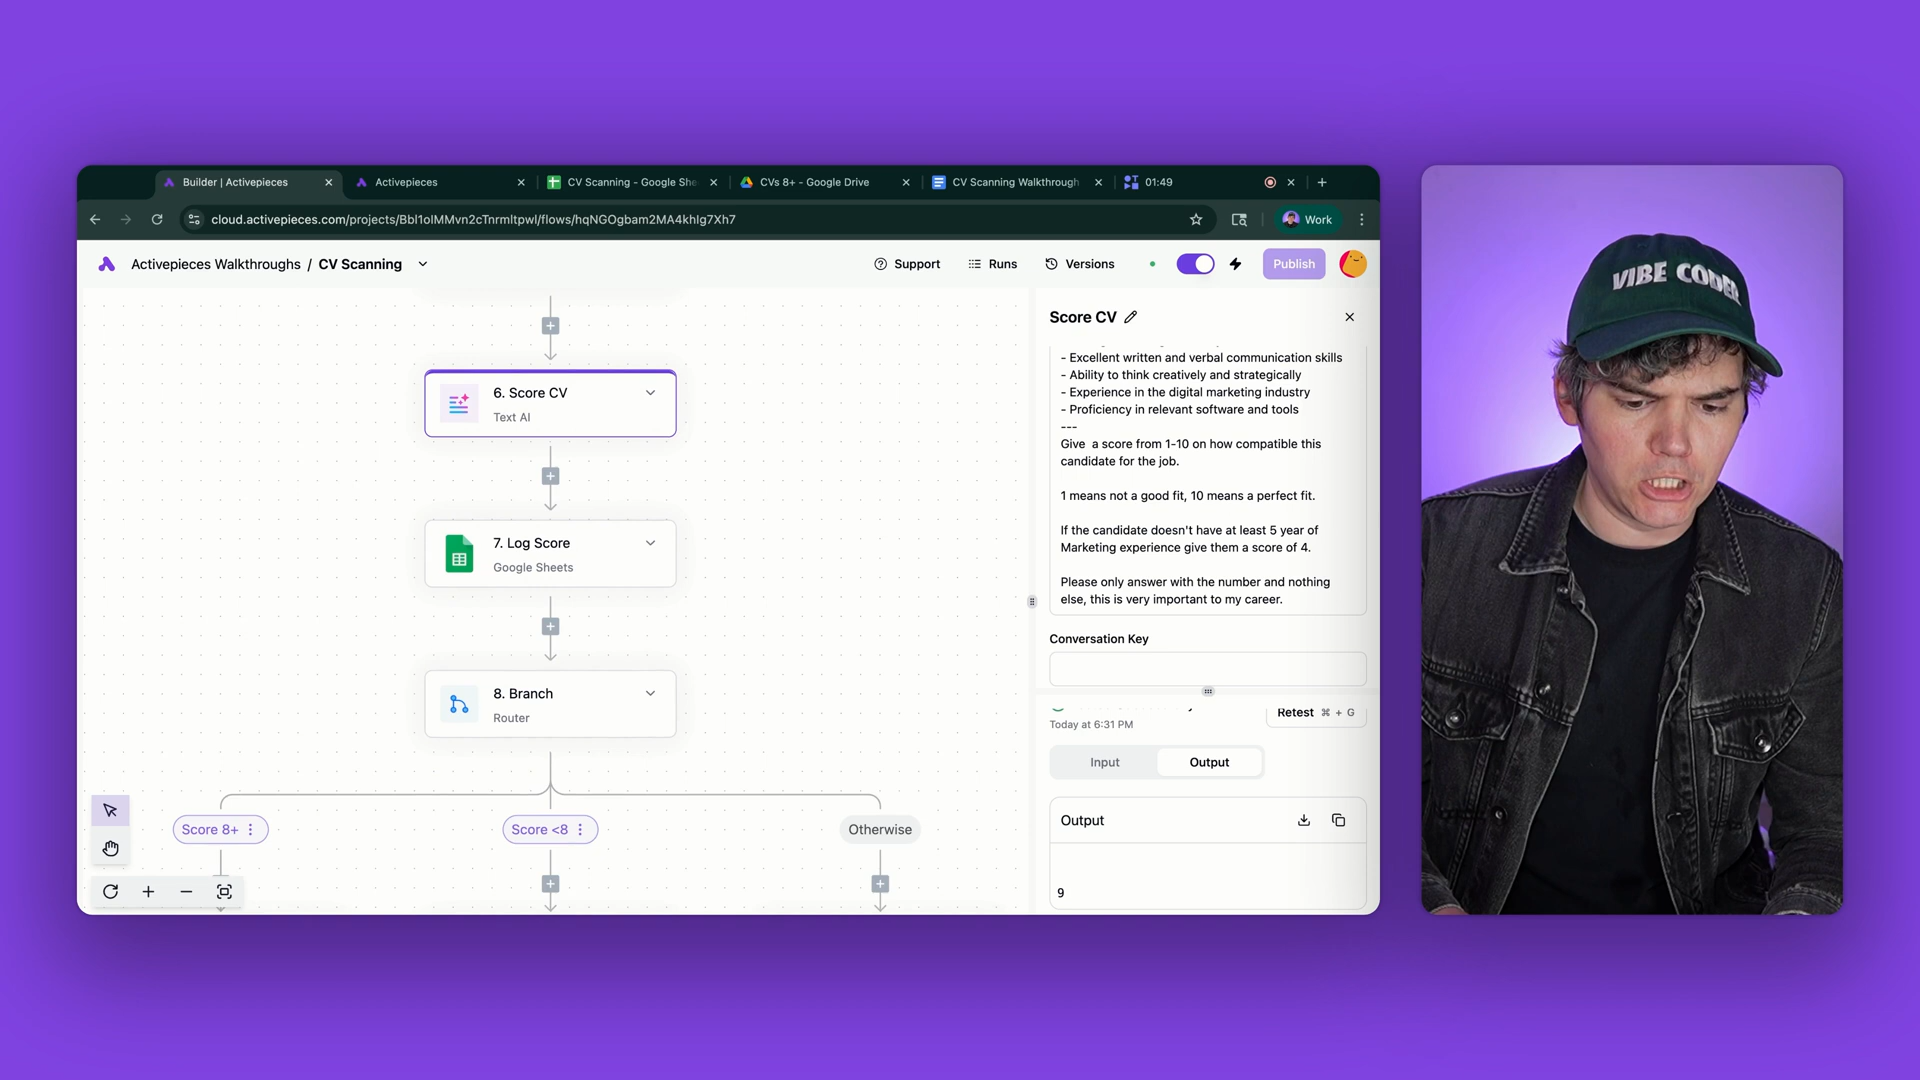 Builder | Activepieces
Activepieces
CV Scanning - Google She
CVs 8+ - Google Drive
CV Scanning Walkthrough
01:49
cloud.activepieces.com/projects/Bbl1olMMvn2cTnrmltpwl/flows/hqNGOgbam2MA4khIg7Xh7
Work
Activepieces Walkthroughs / CV Scanning
Support
Runs
Versions
Publish
6. Score CV
Text AI
7. Log Score
Google Sheets
8. Branch
Router
Score 8+
Score <8
Otherwise
Score CV
- Excellent written and verbal communication skills
- Ability to think creatively and strategically
- Experience in the digital marketing industry
- Proficiency in relevant software and tools
---
Give  a score from 1-10 on how compatible this
candidate for the job.
1 means not a good fit, 10 means a perfect fit.
If the candidate doesn't have at least 5 year of
Marketing experience give them a score of 4.
Please only answer with the number and nothing
else, this is very important to my career.
Conversation Key
Today at 6:31 PM
Retest ⌘ + G
Input
Output
Output
9
VIBE CODER